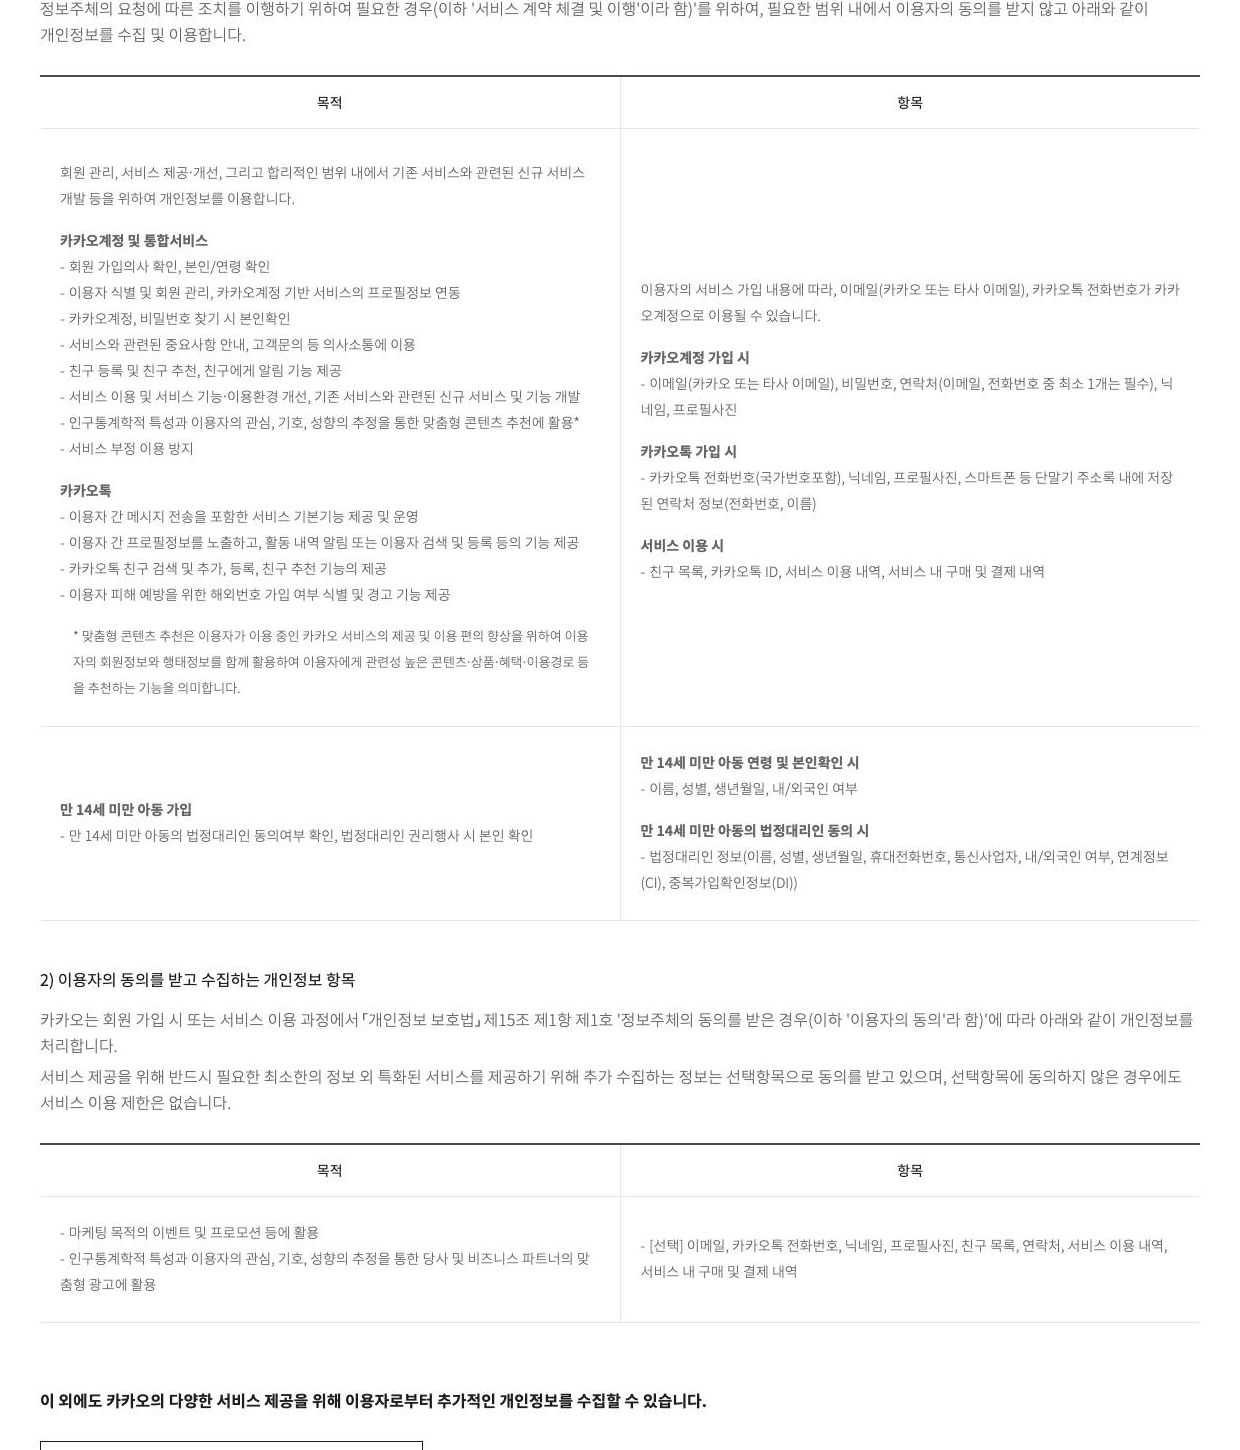 정보주체의 요청에 따른 조치를 이행하기 위하여 필요한 경우(이하 '서비스 계약 체결 및 이행'이라 함)'를 위하여, 필요한 범위 내에서 이용자의 동의를 받지 않고 아래와 같이
개인정보를 수집 및 이용합니다.
목적
항목
회원 관리, 서비스 제공·개선, 그리고 합리적인 범위 내에서 기존 서비스와 관련된 신규 서비스
개발 등을 위하여 개인정보를 이용합니다.
카카오계정 및 통합서비스
- 회원 가입의사 확인, 본인/연령 확인
- 이용자 식별 및 회원 관리, 카카오계정 기반 서비스의 프로필정보 연동
- 카카오계정, 비밀번호 찾기 시 본인확인
- 서비스와 관련된 중요사항 안내, 고객문의 등 의사소통에 이용
- 친구 등록 및 친구 추천, 친구에게 알림 기능 제공
- 서비스 이용 및 서비스 기능·이용환경 개선, 기존 서비스와 관련된 신규 서비스 및 기능 개발
- 인구통계학적 특성과 이용자의 관심, 기호, 성향의 추정을 통한 맞춤형 콘텐츠 추천에 활용*
- 서비스 부정 이용 방지
카카오톡
- 이용자 간 메시지 전송을 포함한 서비스 기본기능 제공 및 운영
- 이용자 간 프로필정보를 노출하고, 활동 내역 알림 또는 이용자 검색 및 등록 등의 기능 제공
- 카카오톡 친구 검색 및 추가, 등록, 친구 추천 기능의 제공
- 이용자 피해 예방을 위한 해외번호 가입 여부 식별 및 경고 기능 제공
* 맞춤형 콘텐츠 추천은 이용자가 이용 중인 카카오 서비스의 제공 및 이용 편의 향상을 위하여 이용
자의 회원정보와 행태정보를 함께 활용하여 이용자에게 관련성 높은 콘텐츠·상품·혜택·이용경로 등
을 추천하는 기능을 의미합니다.
이용자의 서비스 가입 내용에 따라, 이메일(카카오 또는 타사 이메일), 카카오톡 전화번호가 카카
오계정으로 이용될 수 있습니다.
카카오계정 가입 시
- 이메일(카카오 또는 타사 이메일), 비밀번호, 연락처(이메일, 전화번호 중 최소 1개는 필수), 닉
네임, 프로필사진
카카오톡 가입 시
- 카카오톡 전화번호(국가번호포함), 닉네임, 프로필사진, 스마트폰 등 단말기 주소록 내에 저장
된 연락처 정보(전화번호, 이름)
서비스 이용 시
- 친구 목록, 카카오톡 ID, 서비스 이용 내역, 서비스 내 구매 및 결제 내역
만 14세 미만 아동 가입
- 만 14세 미만 아동의 법정대리인 동의여부 확인, 법정대리인 권리행사 시 본인 확인
만 14세 미만 아동 연령 및 본인확인 시
- 이름, 성별, 생년월일, 내/외국인 여부
만 14세 미만 아동의 법정대리인 동의 시
- 법정대리인 정보(이름, 성별, 생년월일, 휴대전화번호, 통신사업자, 내/외국인 여부, 연계정보
(CI), 중복가입확인정보(DI))
2) 이용자의 동의를 받고 수집하는 개인정보 항목
카카오는 회원 가입 시 또는 서비스 이용 과정에서 「개인정보 보호법」 제15조 제1항 제1호 '정보주체의 동의를 받은 경우(이하 '이용자의 동의'라 함)'에 따라 아래와 같이 개인정보를
처리합니다.
서비스 제공을 위해 반드시 필요한 최소한의 정보 외 특화된 서비스를 제공하기 위해 추가 수집하는 정보는 선택항목으로 동의를 받고 있으며, 선택항목에 동의하지 않은 경우에도
서비스 이용 제한은 없습니다.
목적
항목
- 마케팅 목적의 이벤트 및 프로모션 등에 활용
- 인구통계학적 특성과 이용자의 관심, 기호, 성향의 추정을 통한 당사 및 비즈니스 파트너의 맞
춤형 광고에 활용
- [선택] 이메일, 카카오톡 전화번호, 닉네임, 프로필사진, 친구 목록, 연락처, 서비스 이용 내역,
서비스 내 구매 및 결제 내역
이 외에도 카카오의 다양한 서비스 제공을 위해 이용자로부터 추가적인 개인정보를 수집할 수 있습니다.